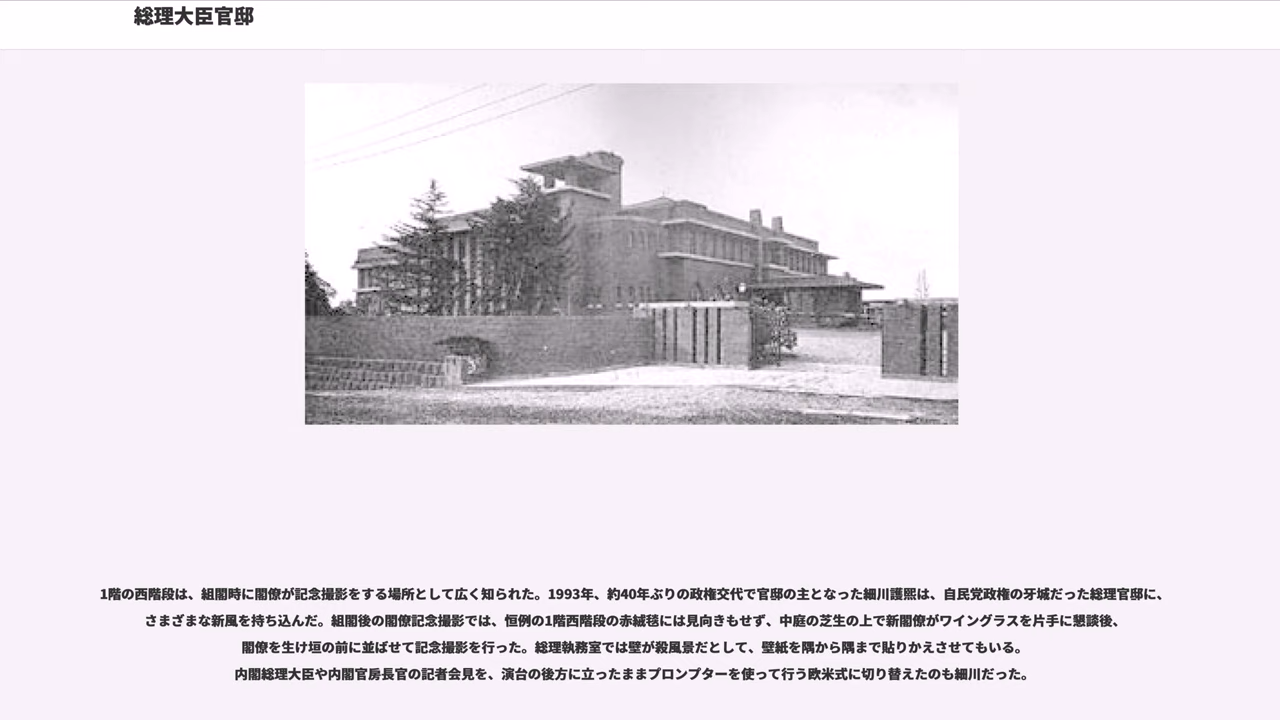 総理大臣官邸
1階の西階段は、組閣時に閣僚が記念撮影をする場所として広く知られた。1993年、約40年ぶりの政権交代で官邸の主となった細川護熙は、自民党政権の牙城だった総理官邸に、
さまざまな新風を持ち込んだ。組閣後の閣僚記念撮影では、恒例の1階西階段の赤絨毯には見向きもせず、中庭の芝生の上で新閣僚がワイングラスを片手に懇談後、
閣僚を生け垣の前に並ばせて記念撮影を行った。総理執務室では壁が殺風景だとして、壁紙を隅から隅まで貼りかえさせてもいる。
内閣総理大臣や内閣官房長官の記者会見を、演台の後方に立ったままプロンプターを使って行う欧米式に切り替えたのも細川だった。